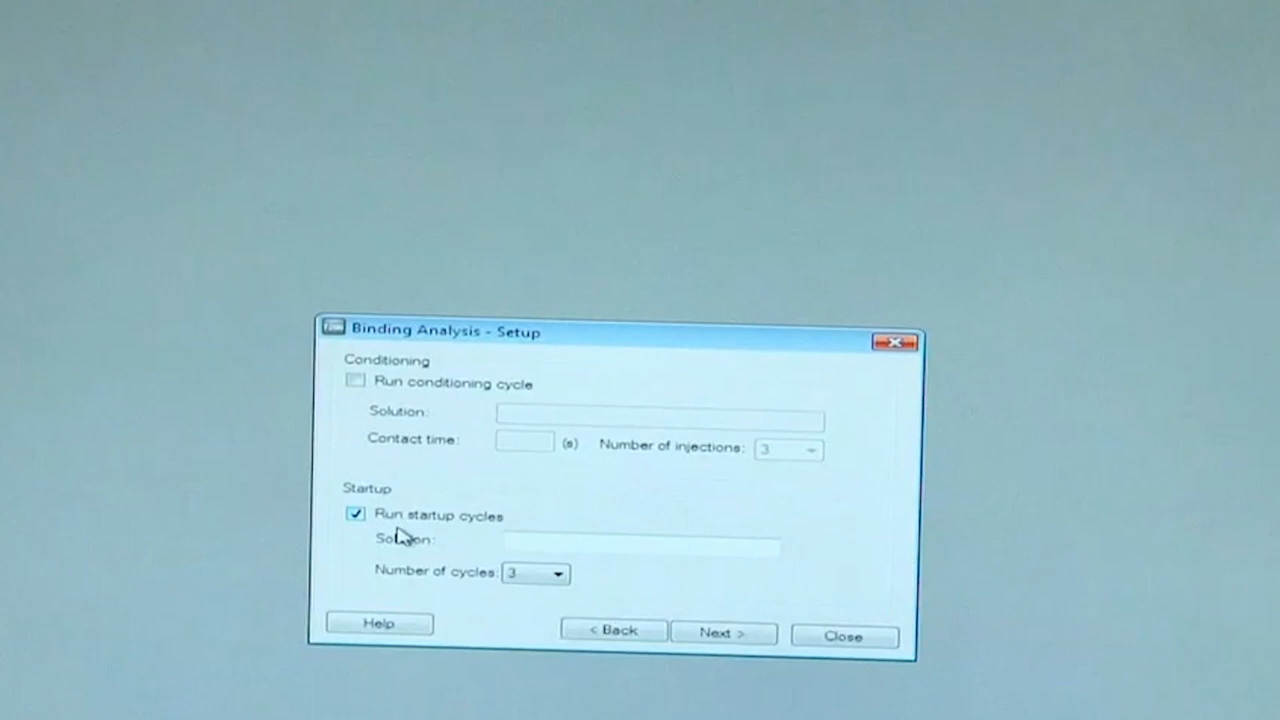 Binding Analysis - Setup
Conditioning
Run conditioning cycle
Solution:
Contact time: (s) Number of injections: 3
Startup
Run startup cycles
Number of cycles: 3
Help < Back Next > Close